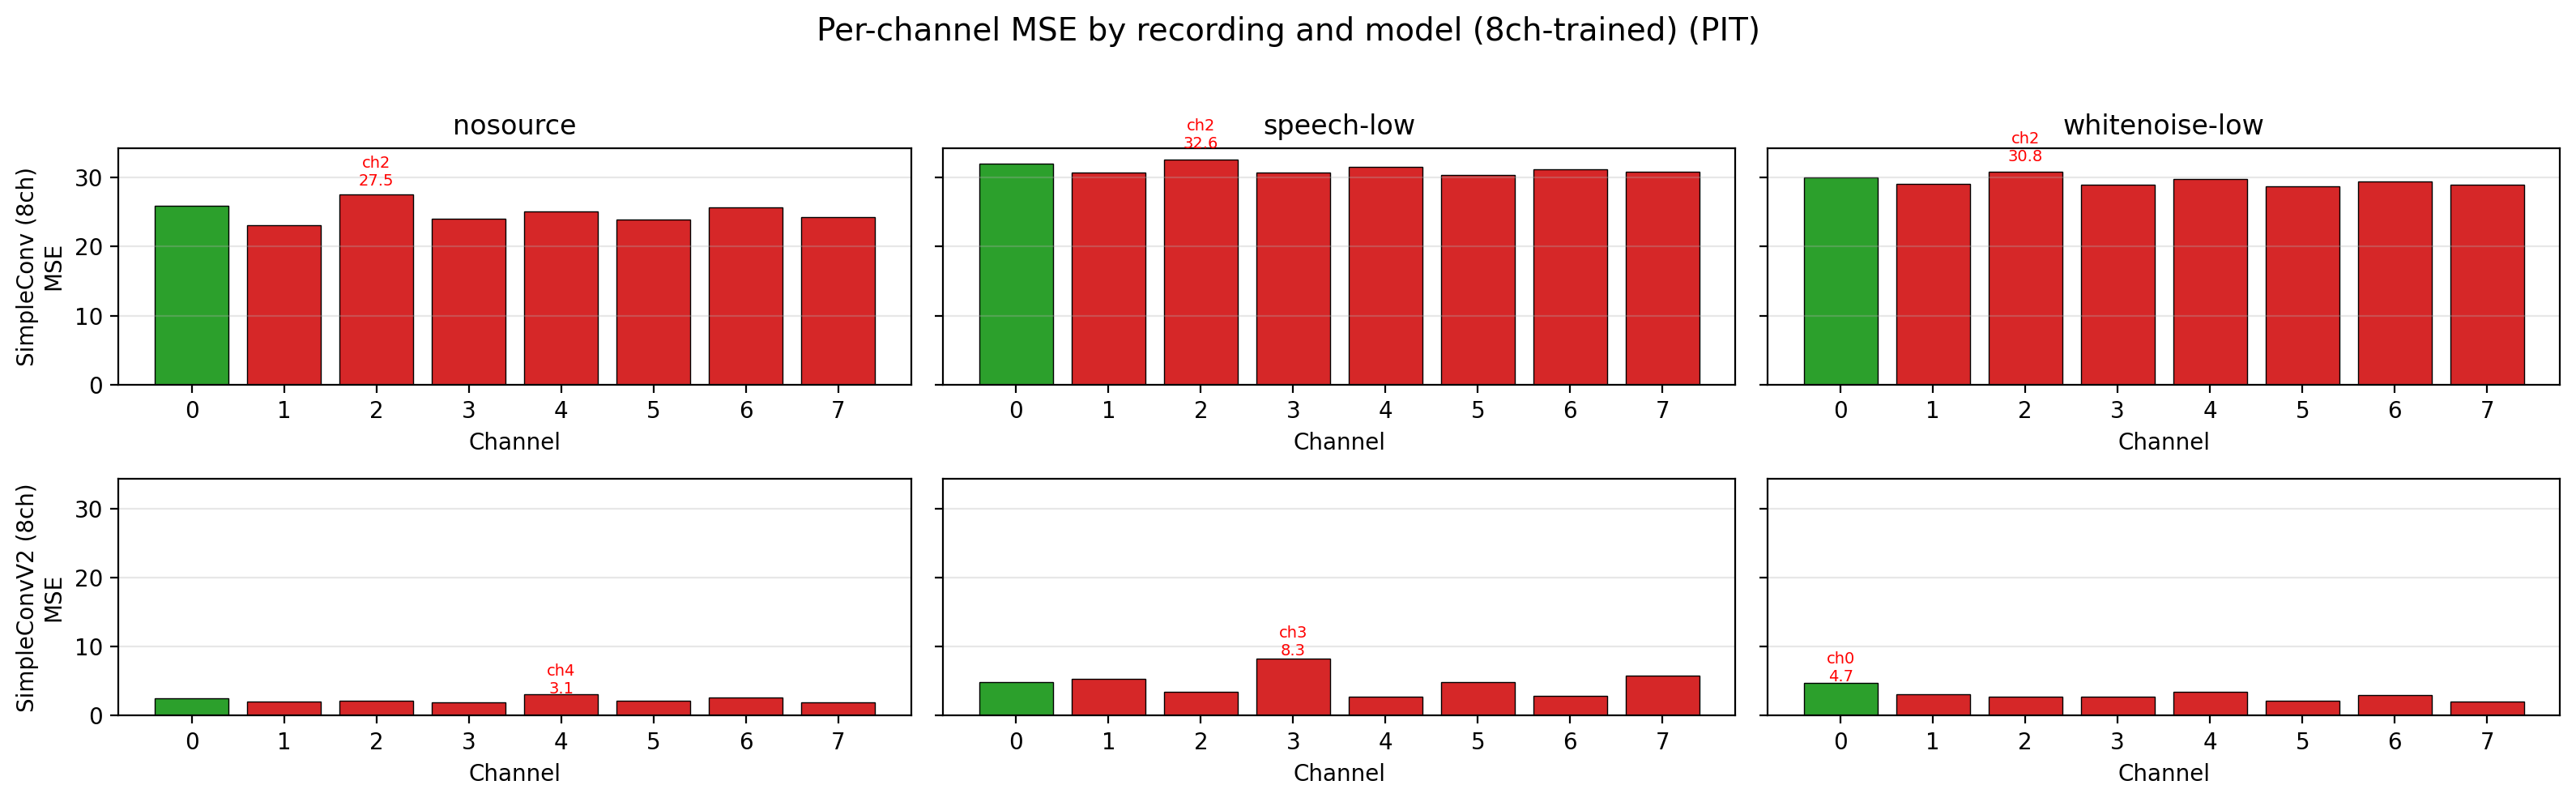 Per-channel MSE by recording and model (8ch-trained) (PIT)
nosource
speech-low
whitenoise-low
SimpleConv (8ch)
MSE
30
20
10
0
ch2
27.5
0 1 2 3 4 5 6 7
Channel
ch2
32.6
0 1 2 3 4 5 6 7
Channel
ch2
30.8
0 1 2 3 4 5 6 7
Channel
SimpleConvV2 (8ch)
MSE
30
20
10
0
ch4
3.1
0 1 2 3 4 5 6 7
Channel
ch3
8.3
0 1 2 3 4 5 6 7
Channel
ch0
4.7
0 1 2 3 4 5 6 7
Channel